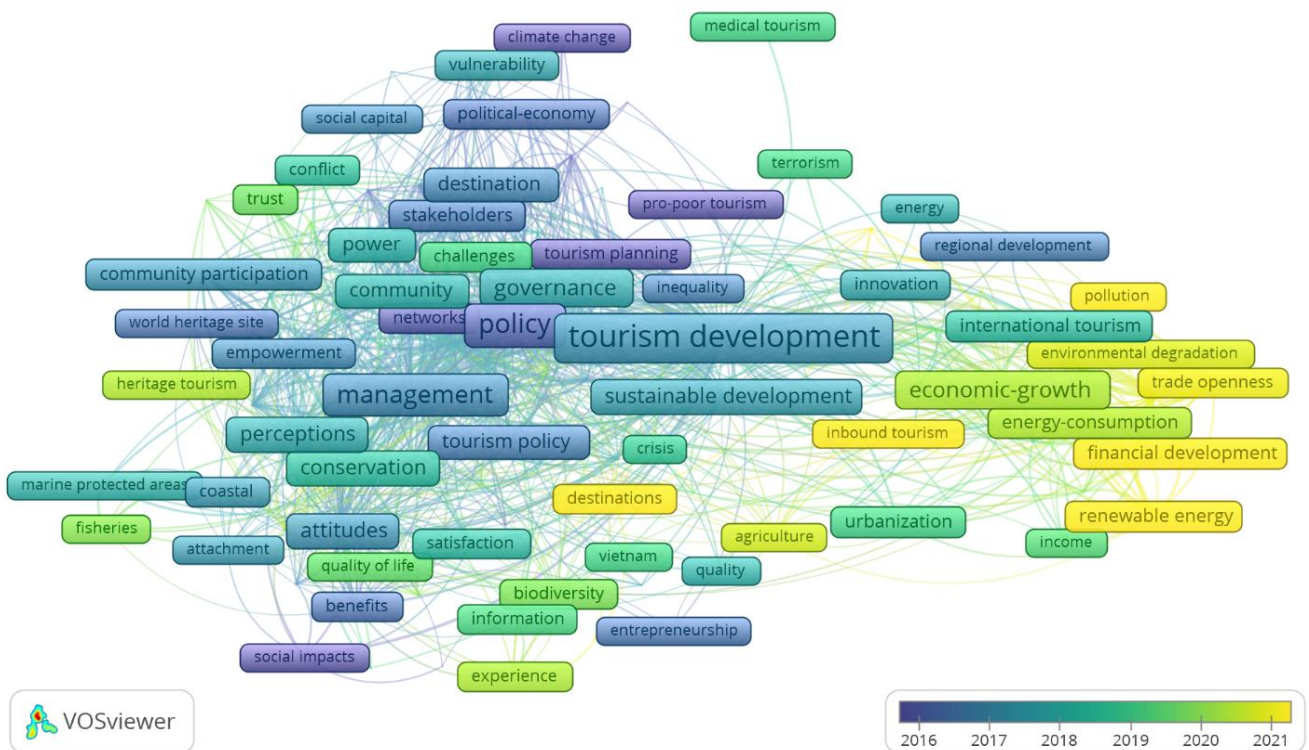 medical tourism
climate change
vulnerability
political-economy
social capital
terrorism
conflict
destination
trust
pro-poor tourism
energy
stakeholders
power
regional development
challenges
tourism planning
community participation
innovation
governance
inequality
community
pollution
networks
world heritage site
policy
international tourism
tourism development
empowerment
environmental degradation
heritage tourism
trade openness
economic-growth
management
sustainable development
energy-consumption
perceptions
inbound tourism
tourism policy
crisis
financial development
conservation
marine protected areas
coastal
destinations
renewable energy
urbanization
fisheries
attitudes
agriculture
satisfaction
income
attachment
vietnam
quality of life
quality
biodiversity
benefits
information
entrepreneurship
social impacts
experience
VOSviewer
2016 2017 2018 2019 2020 2021